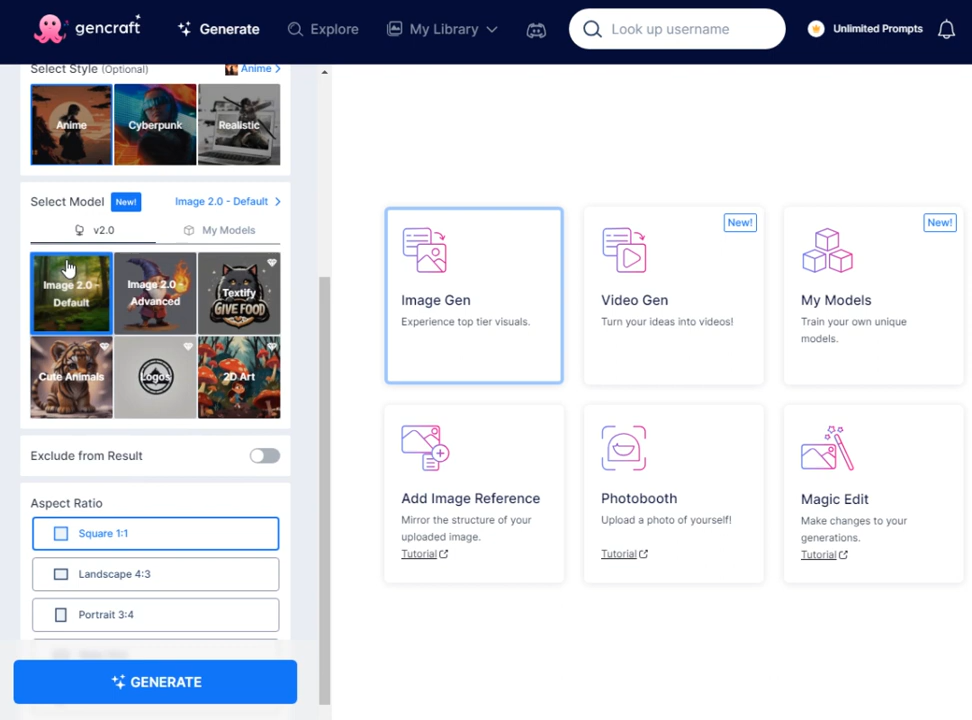 gencraft
Generate
Explore
My Library
Look up username
Unlimited Prompts
Select Style (Optional)
Anime
Anime
Cyberpunk
Realistic
Select Model
New!
Image 2.0 - Default
v2.0
My Models
Image 2.0 -
Default
Image 2.0 -
Advanced
Textify
GIVE FOOD
Cute Animals
Logos
2D Art
Exclude from Result
Aspect Ratio
Square 1:1
Landscape 4:3
Portrait 3:4
GENERATE
Image Gen
Experience top tier visuals.
New!
Video Gen
Turn your ideas into videos!
New!
My Models
Train your own unique
models.
Add Image Reference
Mirror the structure of your
uploaded image.
Tutorial
Photobooth
Upload a photo of yourself!
Tutorial
Magic Edit
Make changes to your
generations.
Tutorial